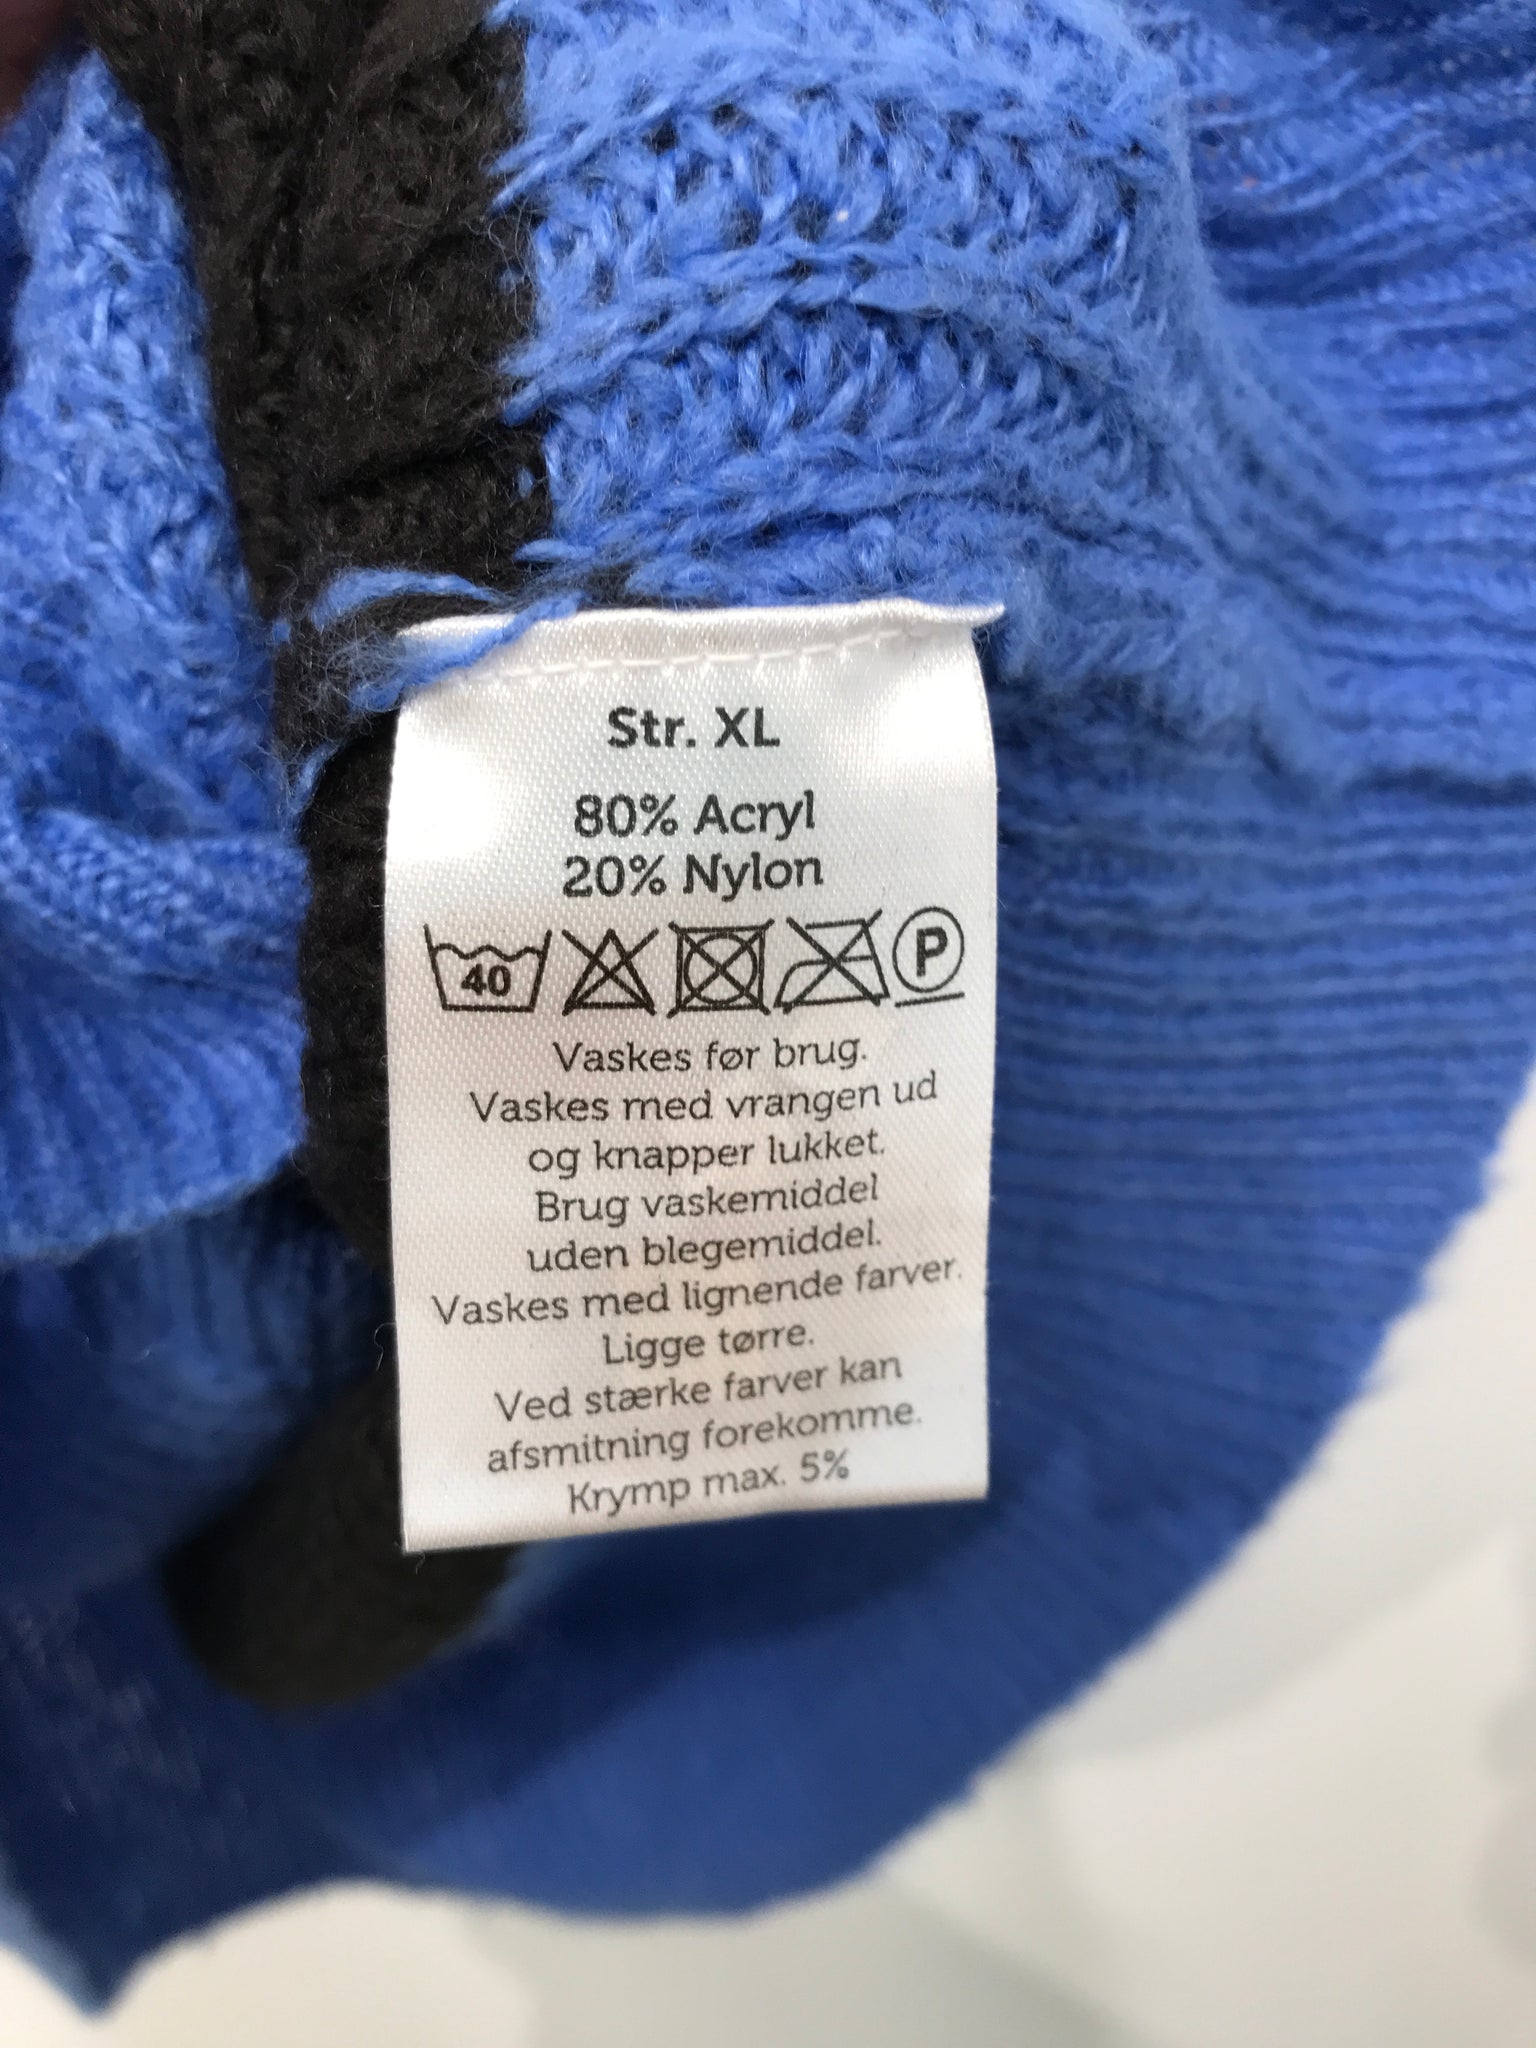 Str. XL
80% Acryl
20% Nylon
40 P
Vaskes før brug.
Vaskes med vrangen ud
og knapper lukket.
Brug vaskemiddel
uden blegemiddel.
Vaskes med lignende farver.
Ligge tørre.
Ved stærke farver kan
afsmitning forekomme.
Krymp max. 5%